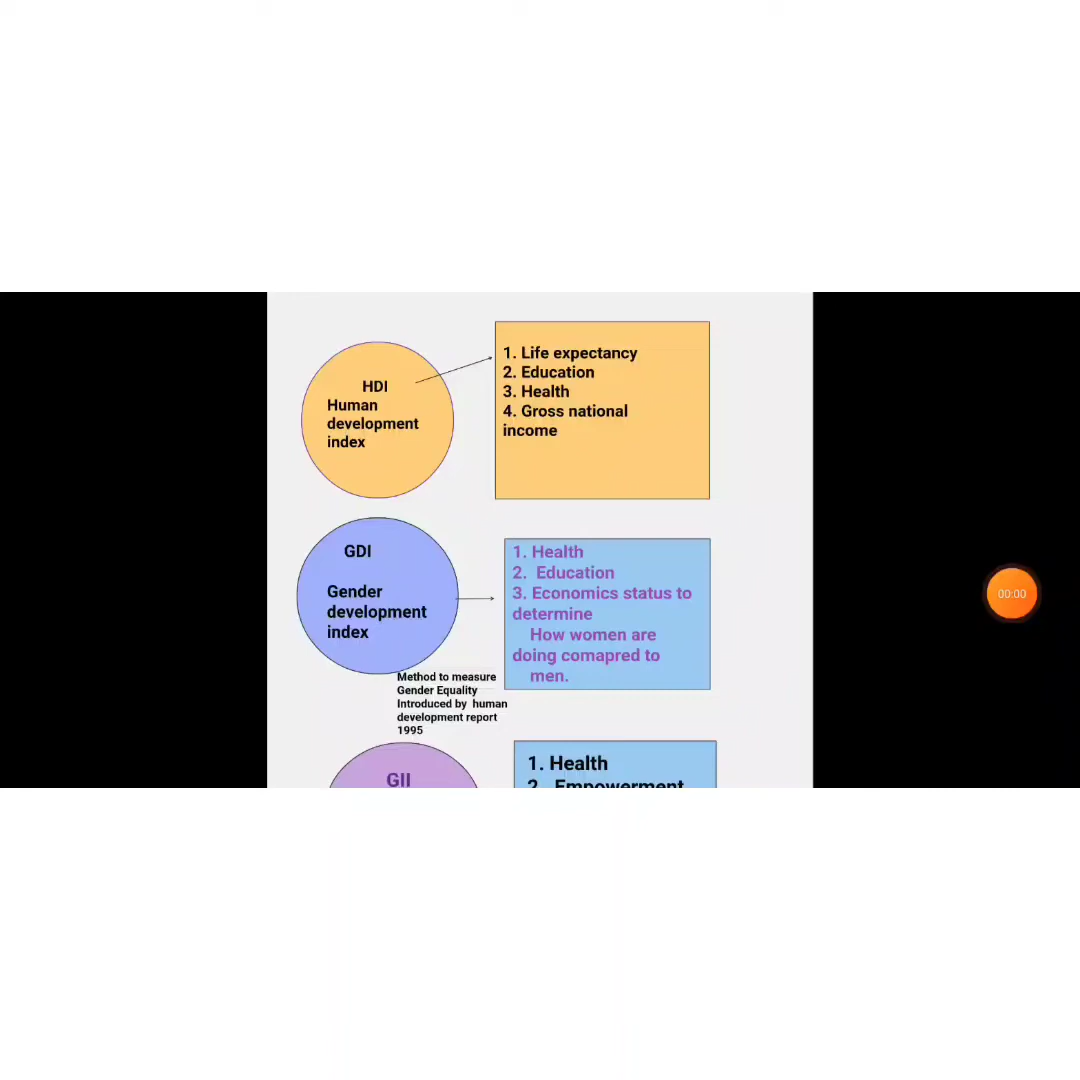 HDI
Human
development
index
1. Life expectancy
2. Education
3. Health
4. Gross national
income
GDI
Gender
development
index
1. Health
2. Education
3. Economics status to
determine
How women are
doing comapred to
men.
Method to measure
Gender Equality
Introduced by human
development report
1995
GII
1. Health
2. Empowerment
00:00